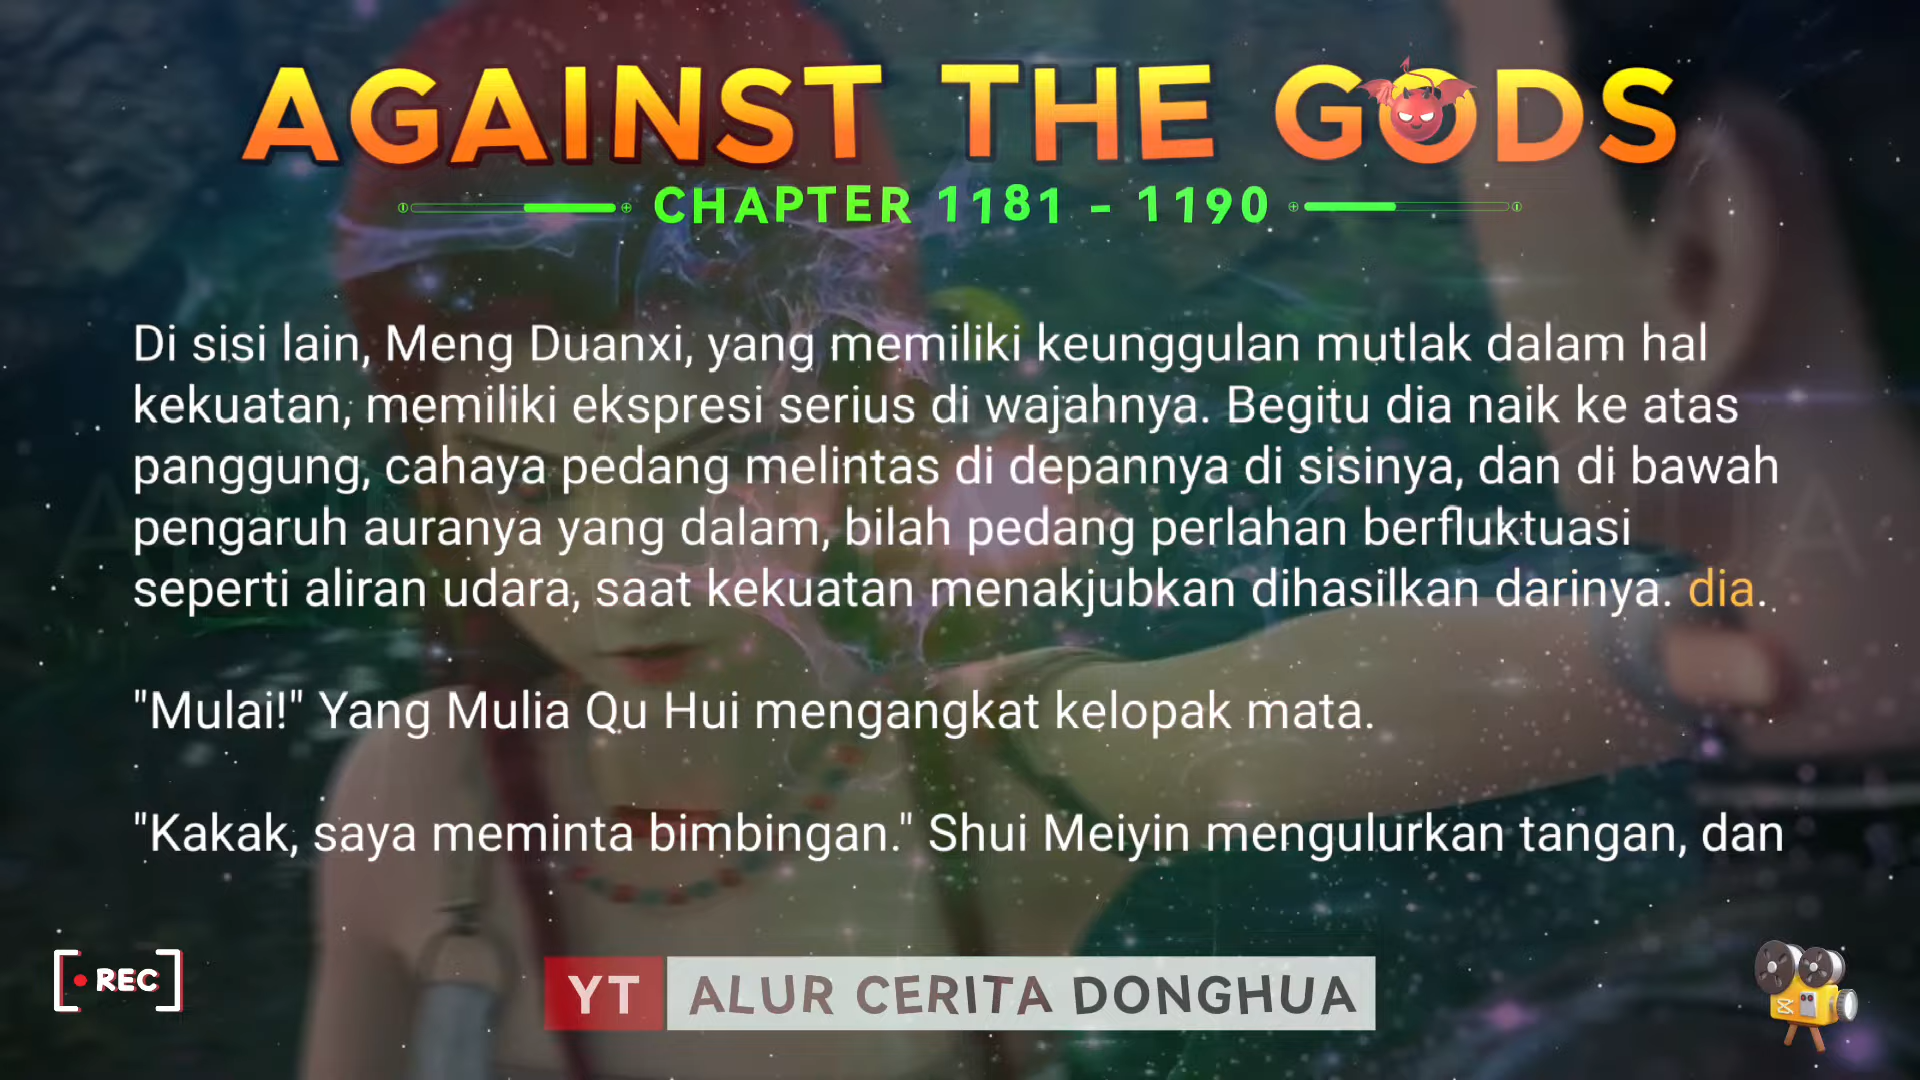 AGAINST THE GODS
CHAPTER 1181 - 1190
Di sisi lain, Meng Duanxi, yang memiliki keunggulan mutlak dalam hal
kekuatan, memiliki ekspresi serius di wajahnya. Begitu dia naik ke atas
panggung, cahaya pedang melintas di depannya di sisinya, dan di bawah
pengaruh auranya yang dalam, bilah pedang perlahan berfluktuasi
seperti aliran udara, saat kekuatan menakjubkan dihasilkan darinya. dia.
"Mulai!" Yang Mulia Qu Hui mengangkat kelopak mata.
"Kakak, saya meminta bimbingan." Shui Meiyin mengulurkan tangan, dan
REC
YT ALUR CERITA DONGHUA